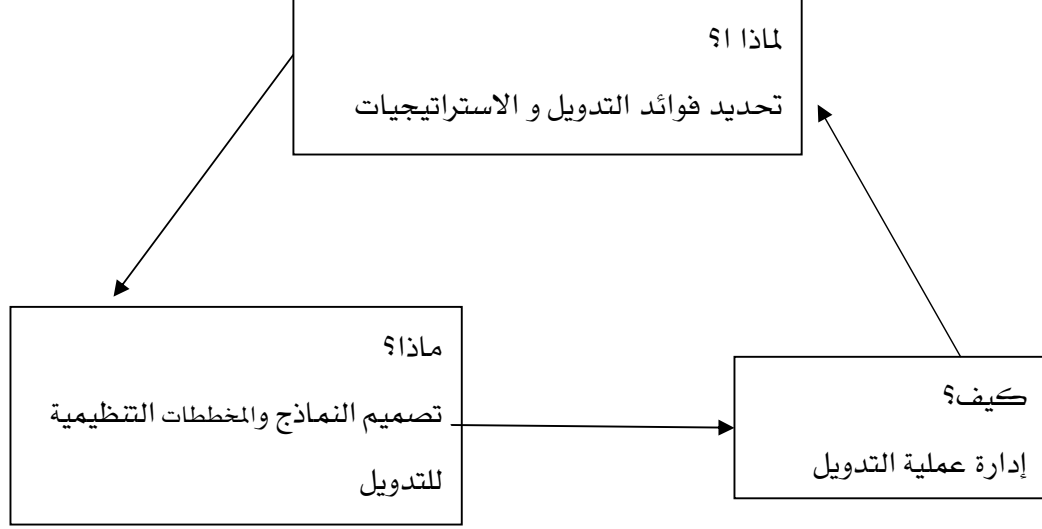 لماذا ا؟
تحديد فوائد التدويل و الاستراتيجيات
ماذا؟
تصميم النماذج والمخططات التنظيمية
للتدويل
كيف؟
إدارة عملية التدويل